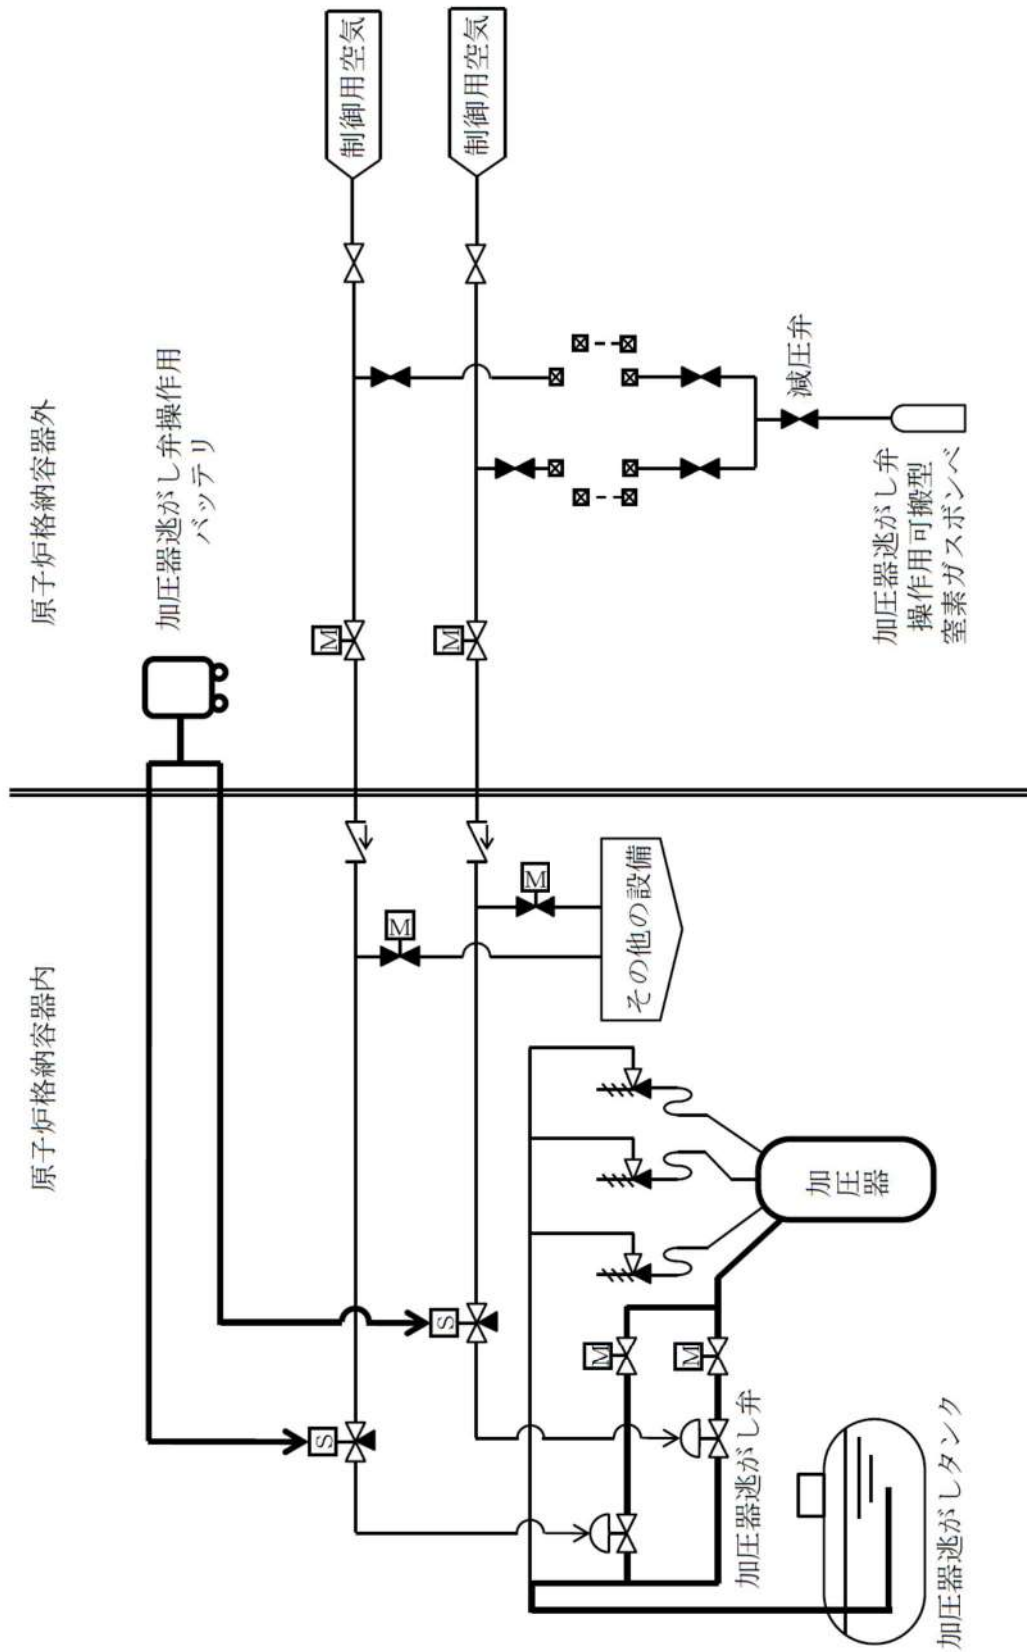 原子炉格納容器内
原子炉格納容器外
加圧器逃がし弁操作用
バッテリ
S
M
制御用空気
S
M
制御用空気
M
M
その他の設備
M
M
加圧器逃がし弁
減圧弁
加圧器
加圧器逃がし弁
操作用可搬型
窒素ガスボンベ
加圧器逃がしタンク